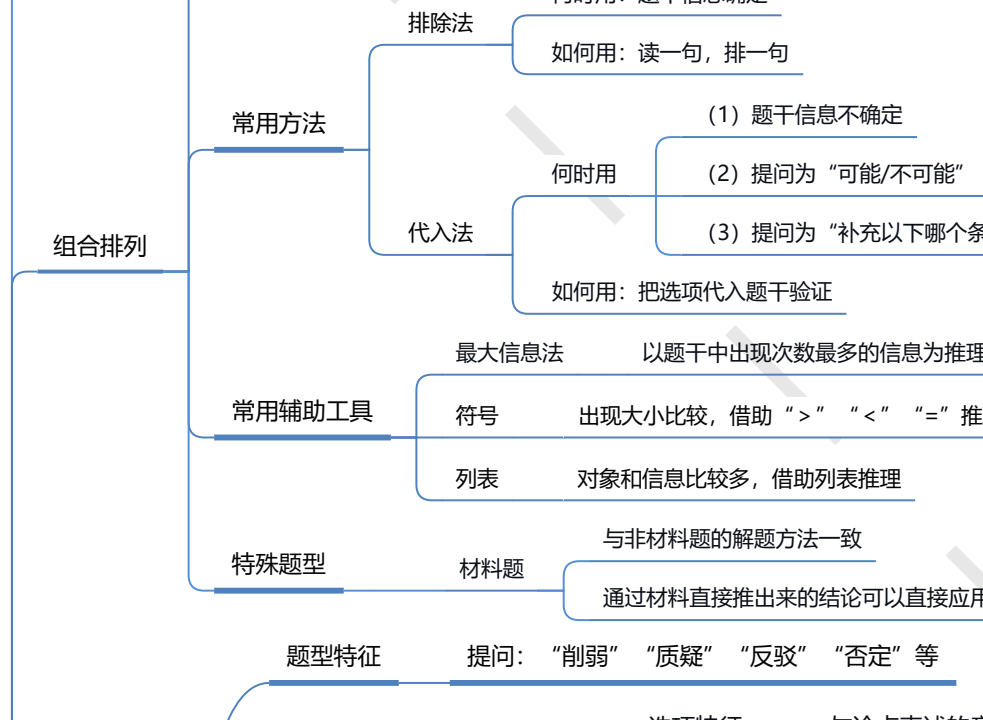 排除法
如何用：读一句，排一句
常用方法
（1）题干信息不确定
何时用
（2）提问为“可能/不可能”
代入法
（3）提问为“补充以下哪个条
组合排列
如何用：把选项代入题干验证
最大信息法
以题干中出现次数最多的信息为推理
常用辅助工具
符号
出现大小比较，借助“>” “<” “=”推
列表
对象和信息比较多，借助列表推理
与非材料题的解题方法一致
特殊题型
材料题
通过材料直接推出来的结论可以直接应用
题型特征
提问： “削弱” “质疑” “反驳” “否定”等